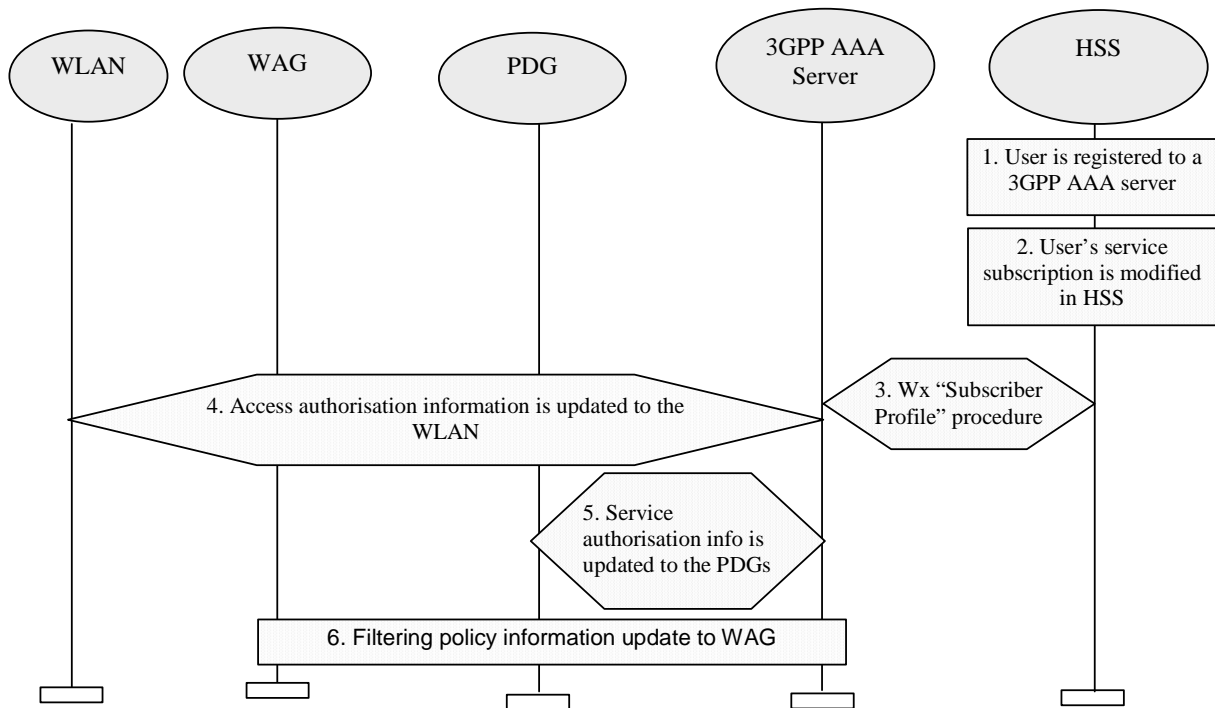 WLAN
WAG
PDG
3GPP AAA
Server
HSS
1. User is registered to a
3GPP AAA server
2. User’s service
subscription is modified
in HSS
3. Wx “Subscriber
Profile” procedure
4. Access authorisation information is updated to the
WLAN
5. Service
authorisation info is
updated to the PDGs
6. Filtering policy information update to WAG